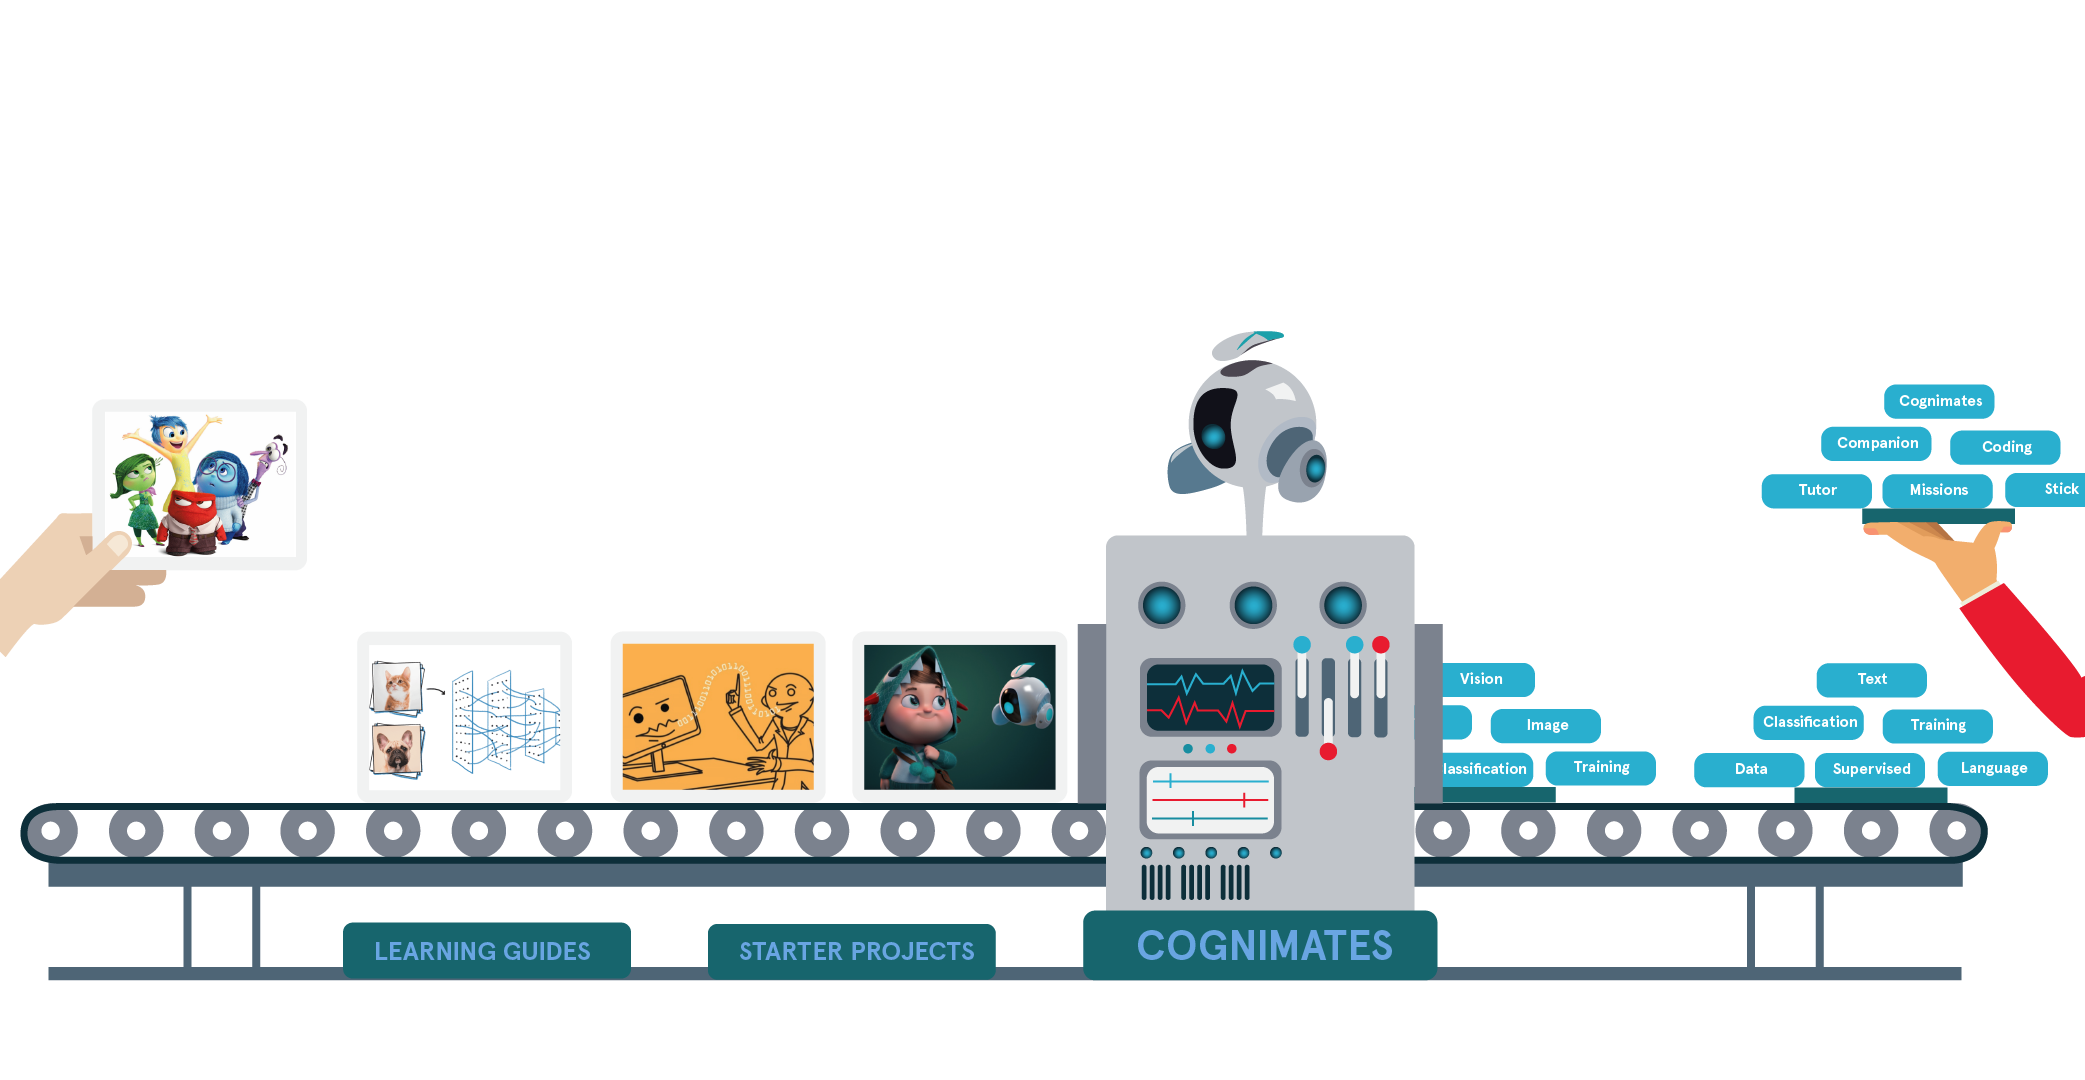 Cognimates
Companion
Coding
Tutor
Missions
Stick
Vision
Image
lassification
Training
Text
Classification
Training
Data
Supervised
Language
LEARNING GUIDES
STARTER PROJECTS
COGNIMATES